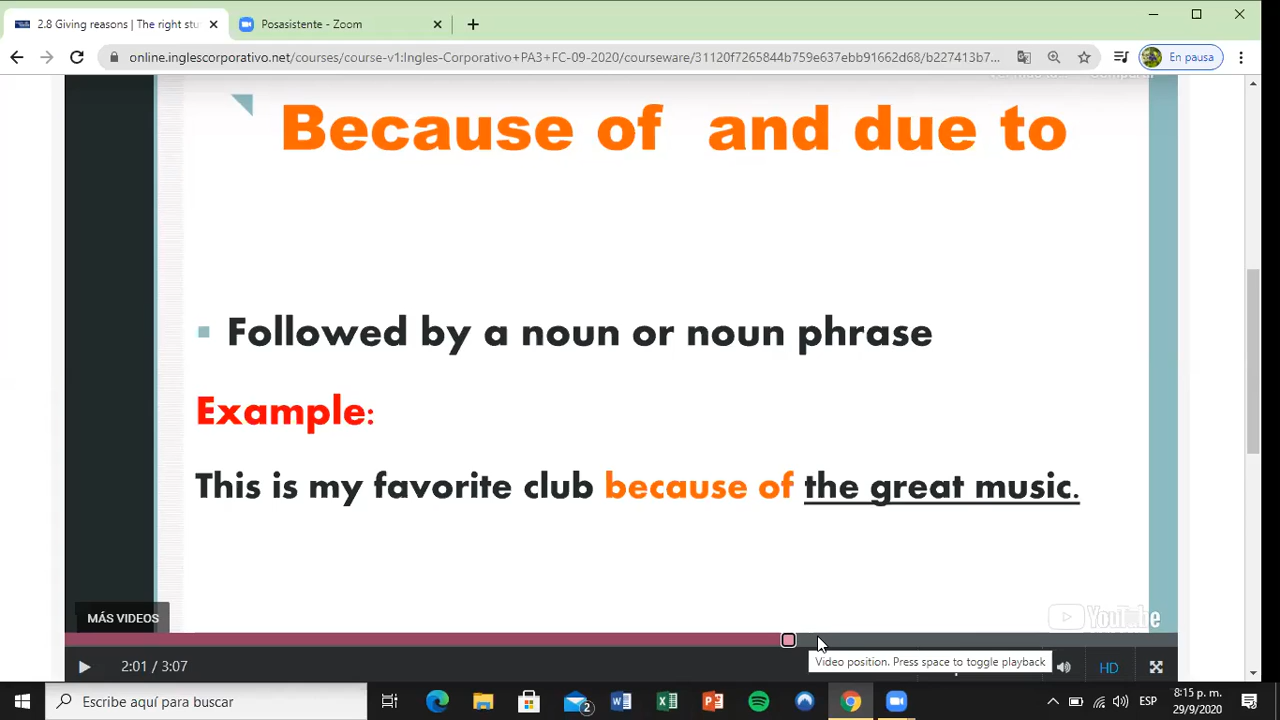 2.8 Giving reasons | The right stu
Posasistente - Zoom
online.inglescorporativo.net/courses/course-v1:Ingles-Corporativo-PA3+FC-09-2020/courseware/31120f7265844b758e637ebb91662d68/b227413b7...
En pausa
Because of and due to
Followed by a noun or noun phrase
Example:
This is my favorite club because of the great music.
MÁS VIDEOS
YouTube
2:01 / 3:07
Video position. Press space to toggle playback
HD
Escribe aquí para buscar
2
ESP
8:15 p. m.
29/9/2020